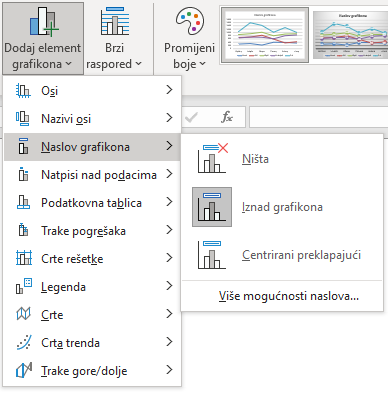 Dodaj element
grafikona
Brzi
raspored
Promijeni
boje
fx
Osi
Nazivi osi
Naslov grafikona
Natpisi nad podacima
Podatkovna tablica
Trake pogrešaka
Crte rešetke
Legenda
Crte
Crta trenda
Trake gore/dolje
Ništa
Iznad grafikona
Centrirani preklapajući
Više mogućnosti naslova...